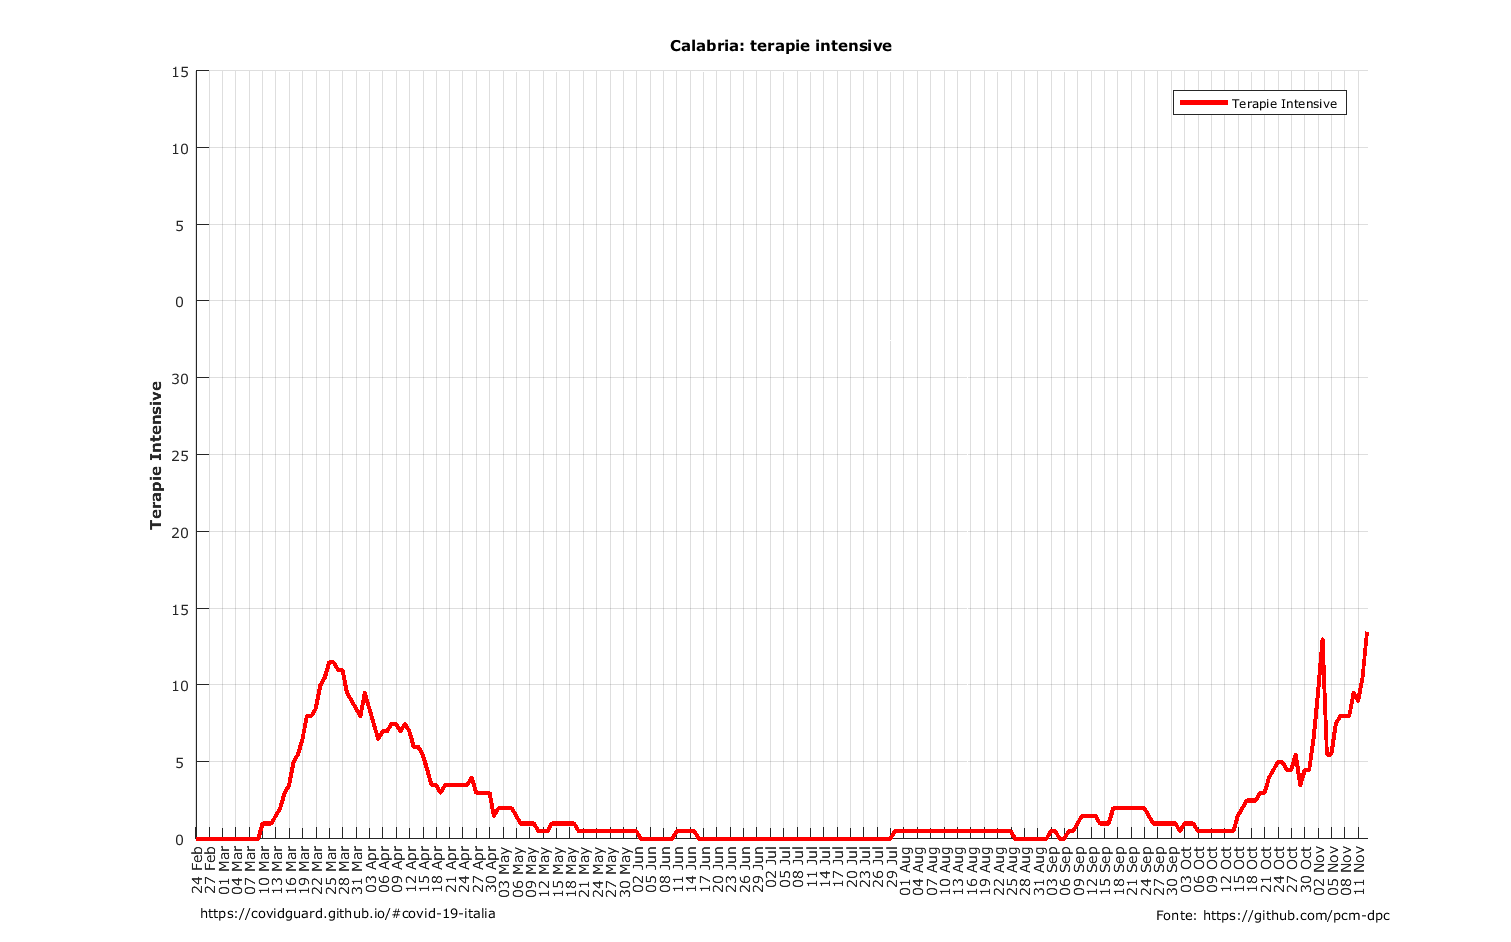 Calabria: terapie intensive
Terapie Intensive
15
10
5
0
30
25
20
15
10
5
0
Terapie Intensive
24 Feb
27 Feb
01 Mar
04 Mar
07 Mar
10 Mar
13 Mar
16 Mar
19 Mar
22 Mar
25 Mar
28 Mar
31 Mar
03 Apr
06 Apr
09 Apr
12 Apr
15 Apr
18 Apr
21 Apr
24 Apr
27 Apr
30 Apr
03 May
06 May
09 May
12 May
15 May
18 May
21 May
24 May
27 May
30 May
02 Jun
05 Jun
08 Jun
11 Jun
14 Jun
17 Jun
20 Jun
23 Jun
26 Jun
29 Jun
02 Jul
05 Jul
08 Jul
11 Jul
14 Jul
17 Jul
20 Jul
23 Jul
26 Jul
29 Jul
01 Aug
04 Aug
07 Aug
10 Aug
13 Aug
16 Aug
19 Aug
22 Aug
25 Aug
28 Aug
31 Aug
03 Sep
06 Sep
09 Sep
12 Sep
15 Sep
18 Sep
21 Sep
24 Sep
27 Sep
30 Sep
03 Oct
06 Oct
09 Oct
12 Oct
15 Oct
18 Oct
21 Oct
24 Oct
27 Oct
30 Oct
02 Nov
05 Nov
08 Nov
11 Nov
https://covidguard.github.io/#covid-19-italia
Fonte: https://github.com/pcm-dpc